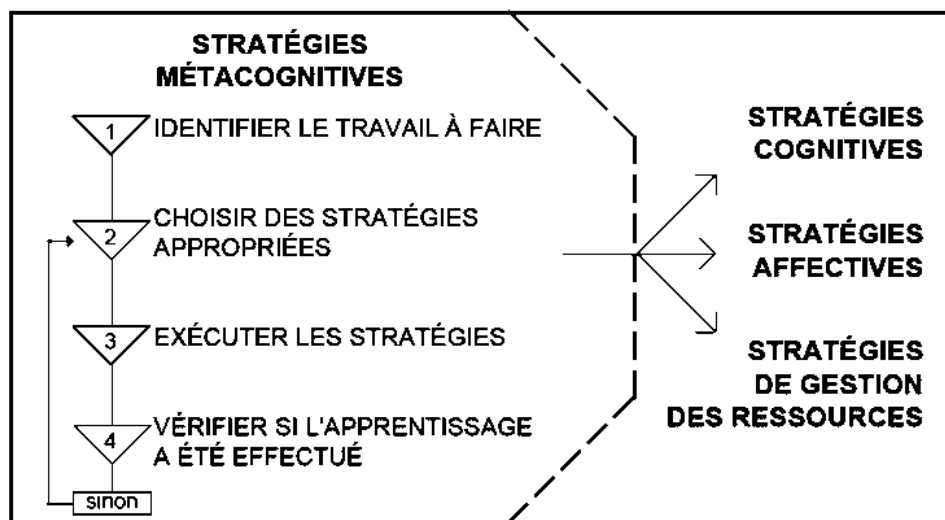 STRATÉGIES
MÉTACOGNITIVES
1
IDENTIFIER LE TRAVAIL À FAIRE
2
CHOISIR DES STRATÉGIES
APPROPRIÉES
3
EXÉCUTER LES STRATÉGIES
4
VÉRIFIER SI L'APPRENTISSAGE
A ÉTÉ EFFECTUÉ
sinon
STRATÉGIES
COGNITIVES
STRATÉGIES
AFFECTIVES
STRATÉGIES
DE GESTION
DES RESSOURCES